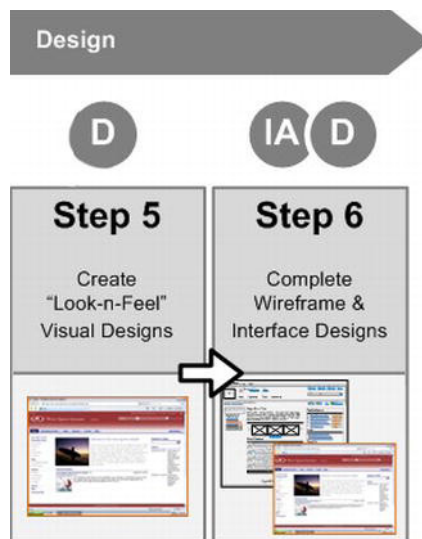 Design
D
IA D
Step 5
Step 6
Create
"Look-n-Feel"
Visual Designs
Complete
Wireframe &
Interface Designs